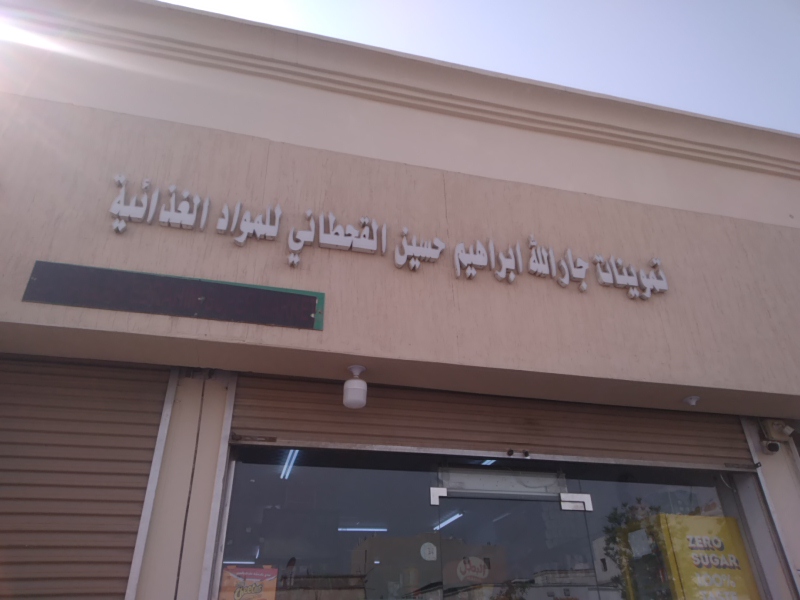 تموينات جارالله ابراهيم حسين القحطاني للمواد الغذائية
ZERO
SUGAR